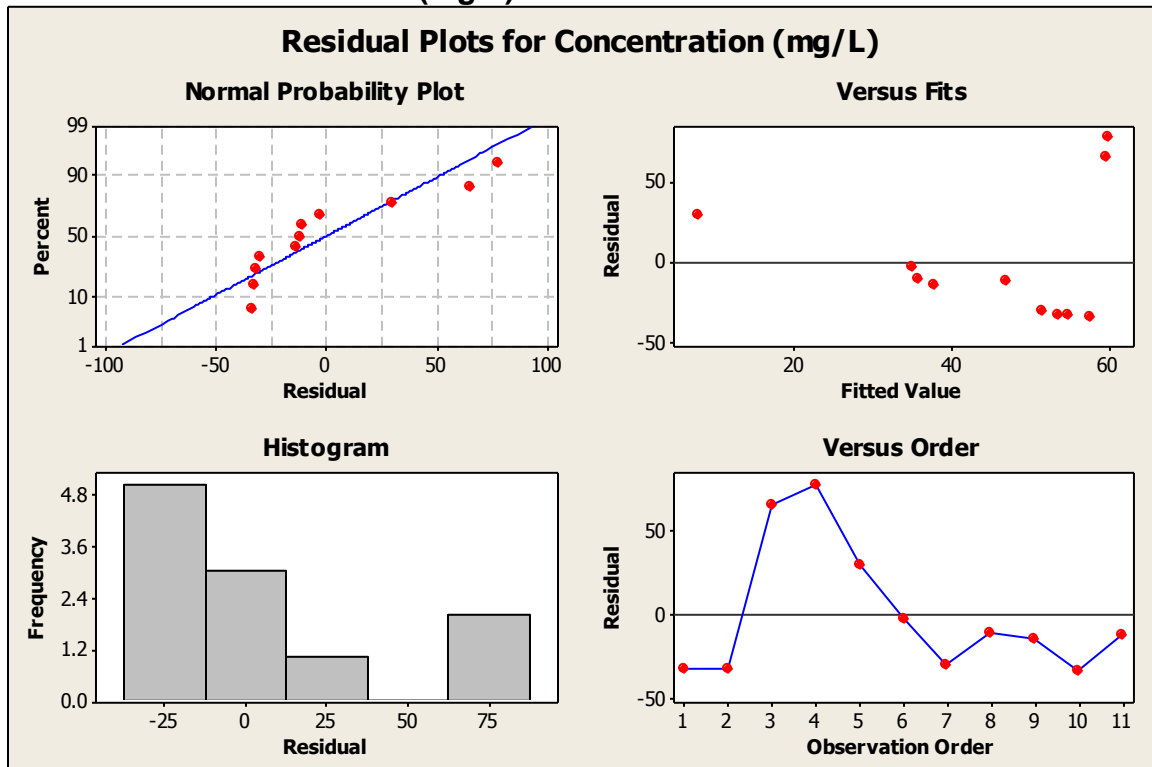 Residual Plots for Concentration (mg/L)
Normal Probability Plot
99
90
50
10
1
Percent
-100 -50 0 50 100
Residual
Versus Fits
50
0
-50
Residual
20 40 60
Fitted Value
Histogram
4.8
3.6
2.4
1.2
0.0
Frequency
-25 0 25 50 75
Residual
Versus Order
50
0
-50
Residual
1 2 3 4 5 6 7 8 9 10 11
Observation Order